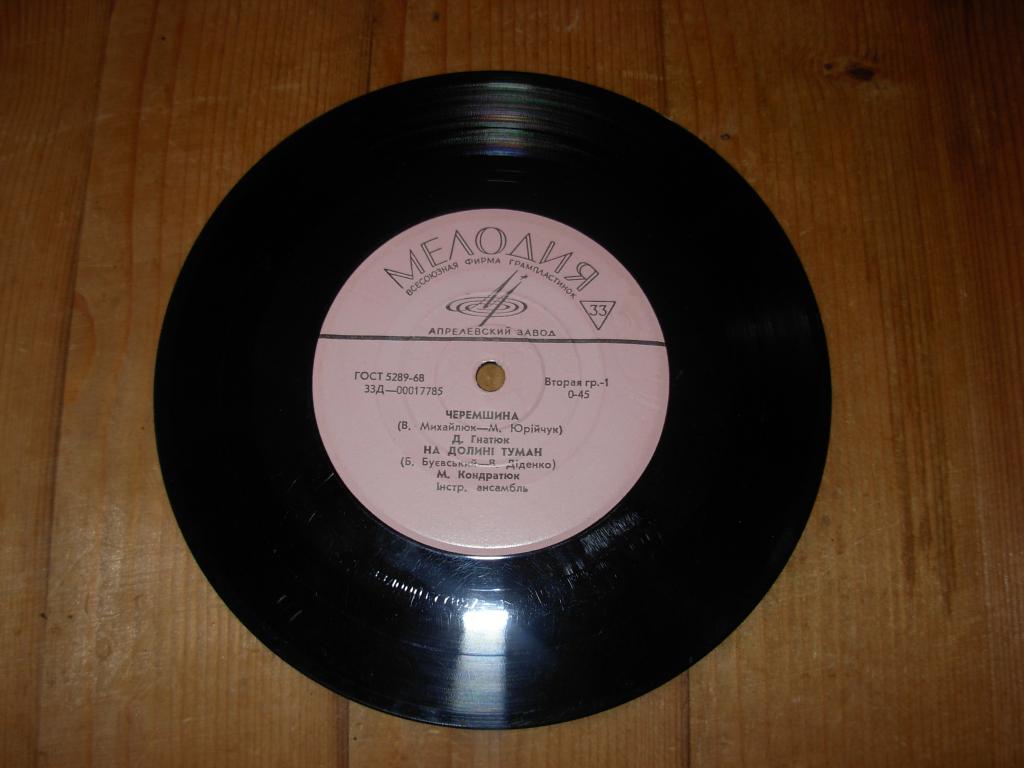 МЕЛОДИЯ
ВСЕСОЮЗНАЯ ФИРМА ГРАМПЛАСТИНОК
33
АПРЕЛЕВСКИЙ ЗАВОД
ГОСТ 5289-68
33Д—00017785
Вторая гр.-1
0-45
ЧЕРЕМШИНА
(В. Михайлюк—М. Юрійчук)
Д. Гнатюк
НА ДОЛИНІ ТУМАН
(Б. Буєвський—В. Діденко)
М. Кондратюк
Інстр. ансамбль